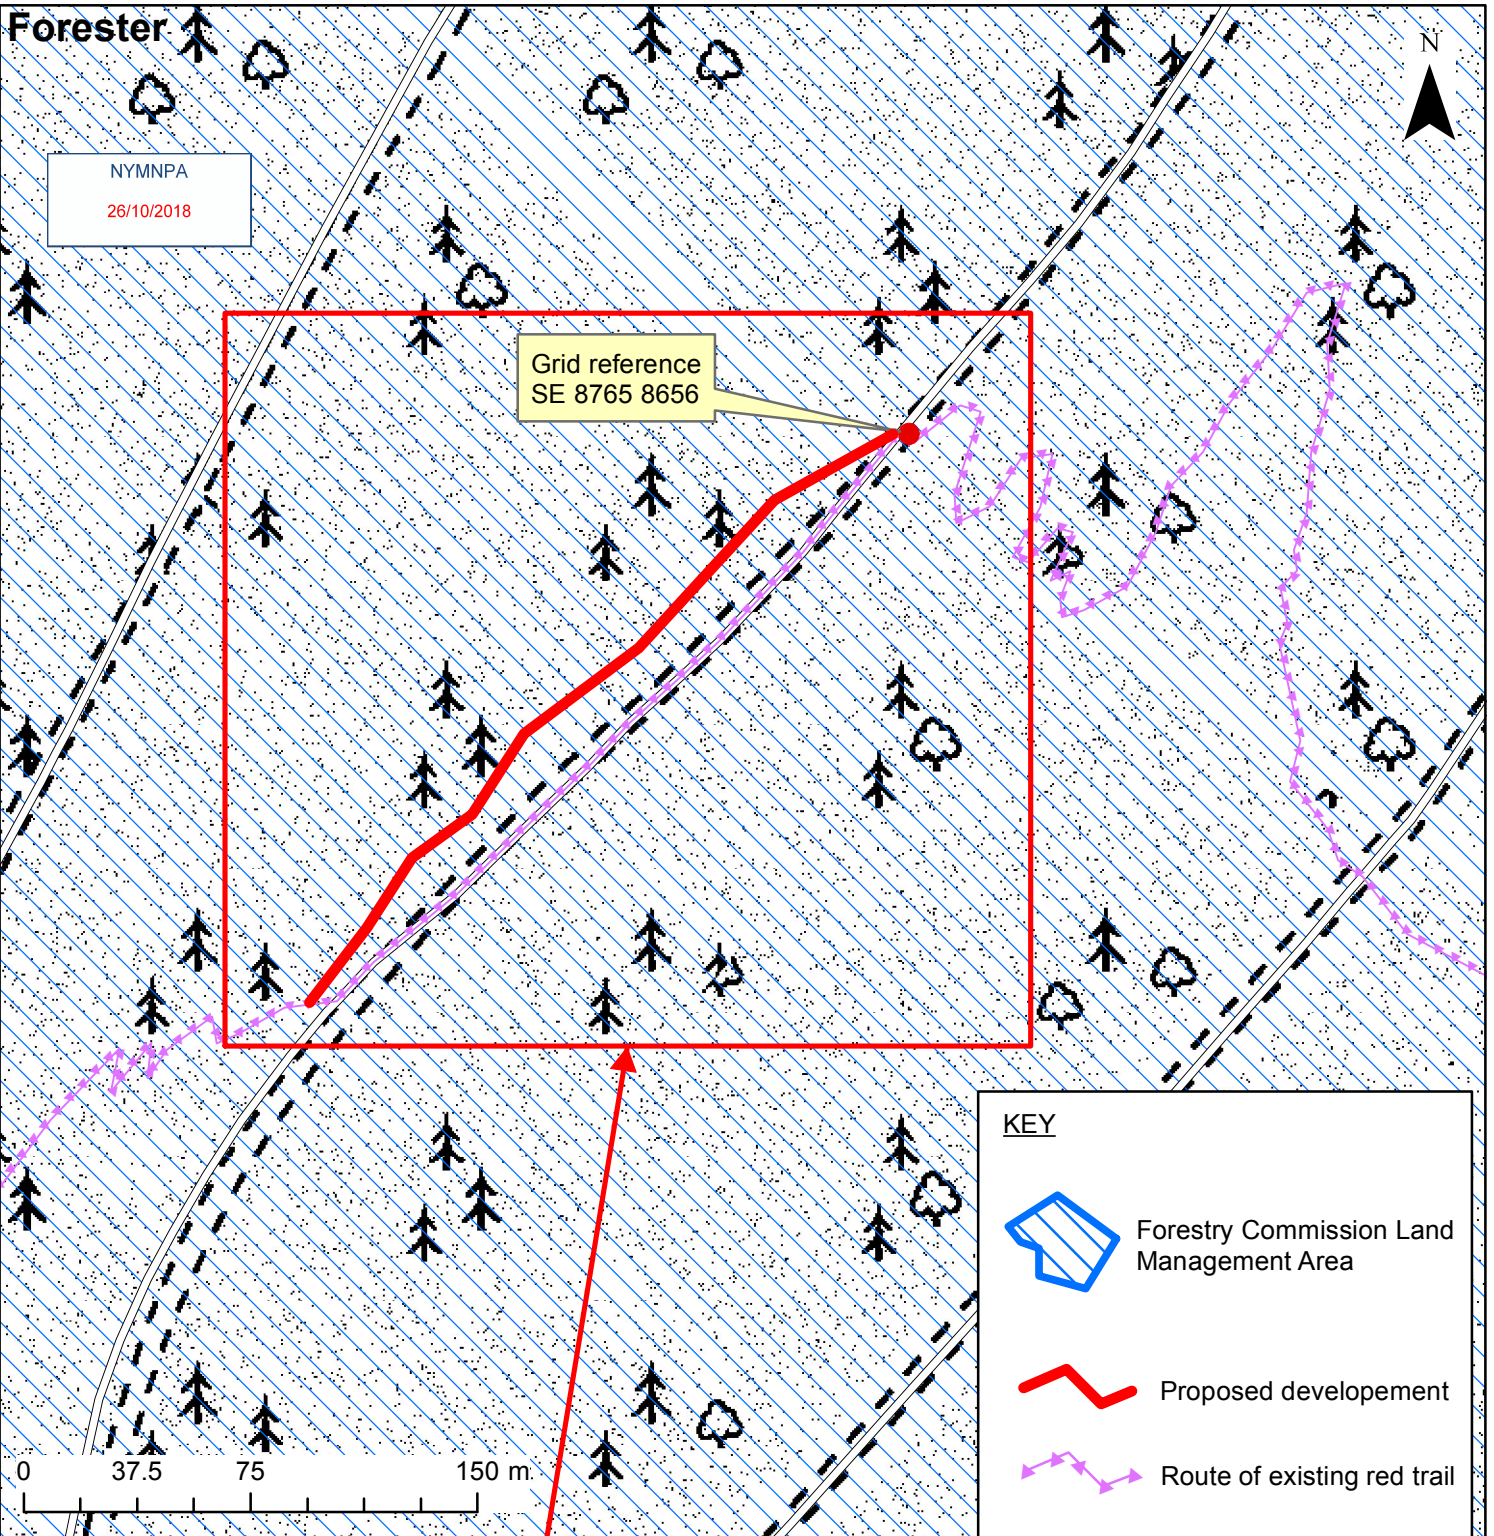 Forester
N
NYMNPA
26/10/2018
Grid reference
SE 8765 8656
KEY
Forestry Commission Land
Management Area
Proposed developement
Route of existing red trail
0 37.5 75 150 m